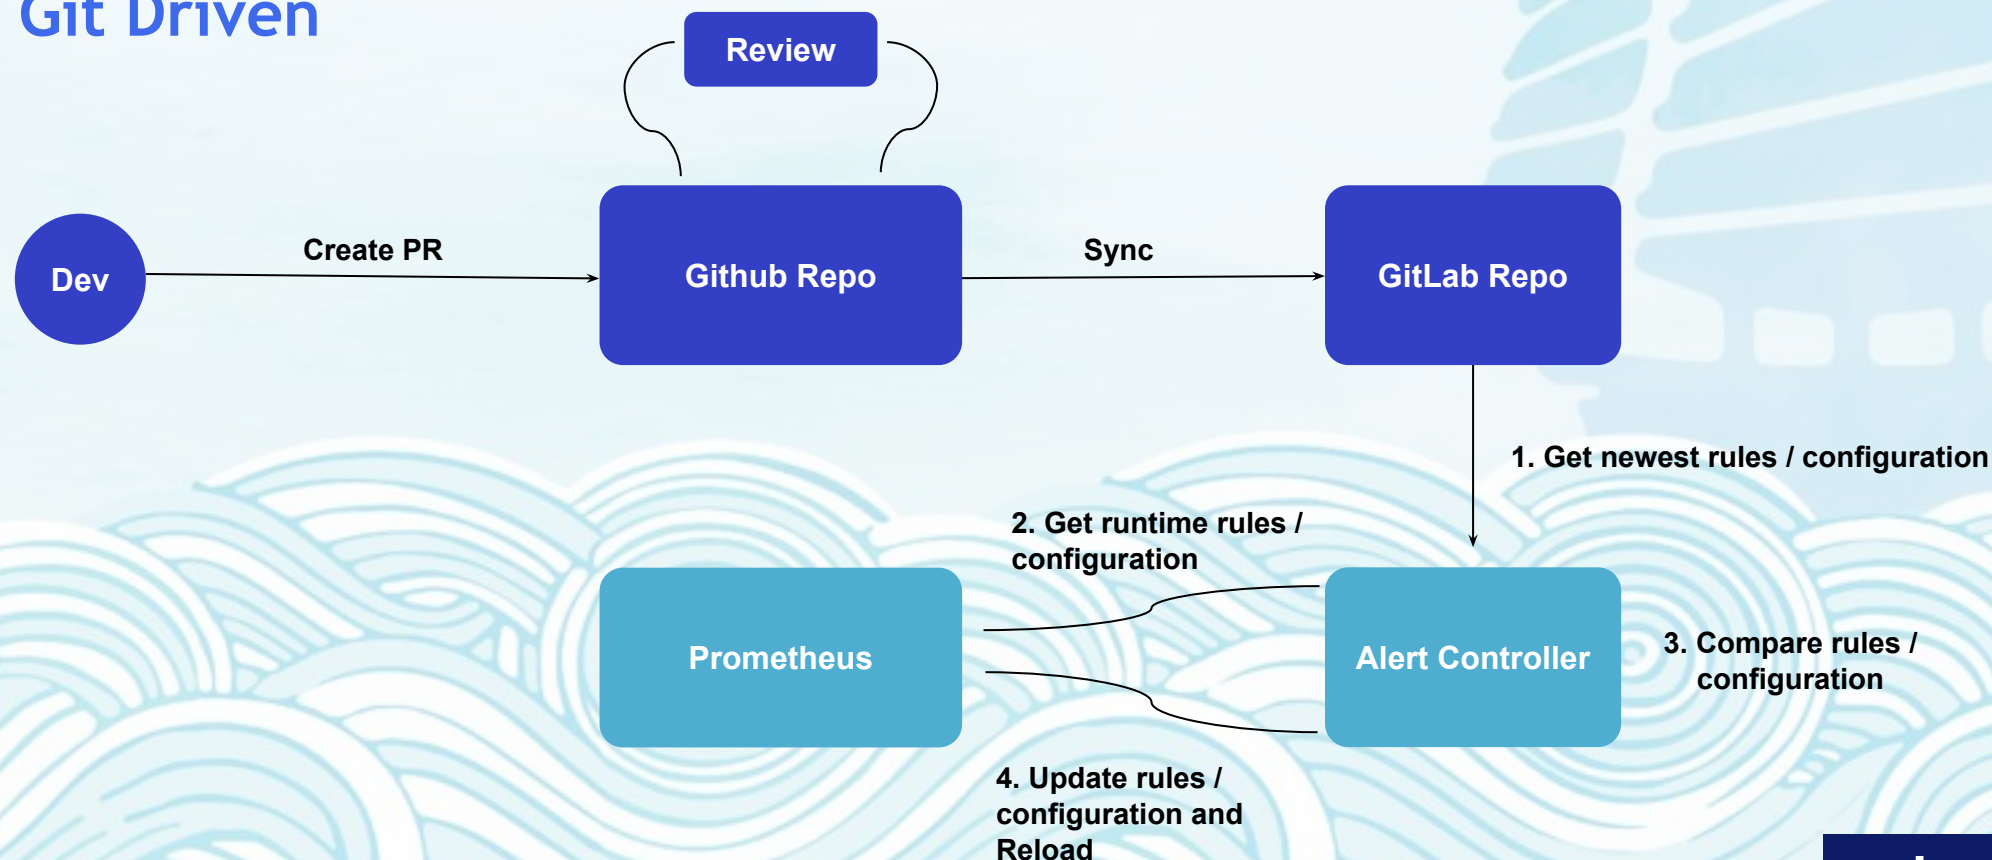 Git Driven
Review
Create PR
Sync
Dev
Github Repo
GitLab Repo
1. Get newest rules / configuration
2. Get runtime rules /
configuration
Prometheus
Alert Controller
3. Compare rules /
configuration
4. Update rules /
configuration and
Reload